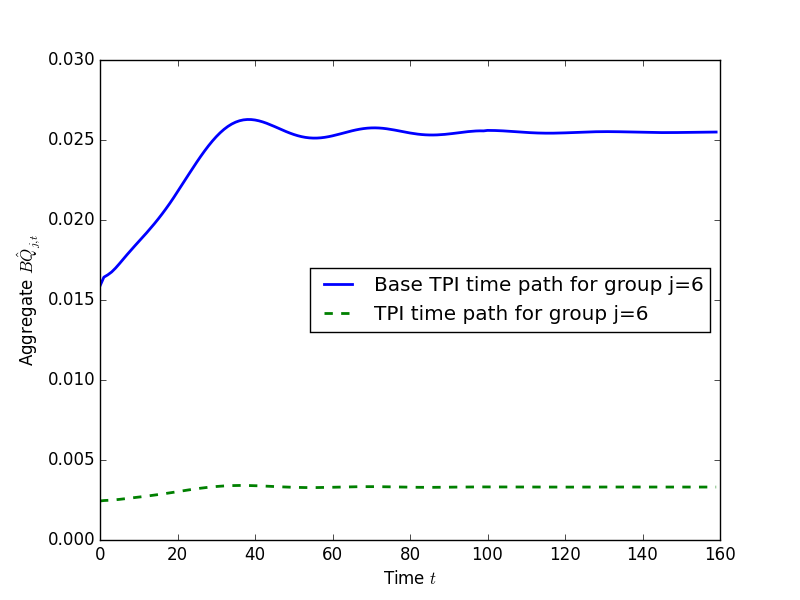 0.030
0.025
0.020
0.015
0.010
0.005
0.000
Aggregate $\hat{BQ}_{j,t}$
Base TPI time path for group j=6
TPI time path for group j=6
0 20 40 60 80 100 120 140 160
Time t